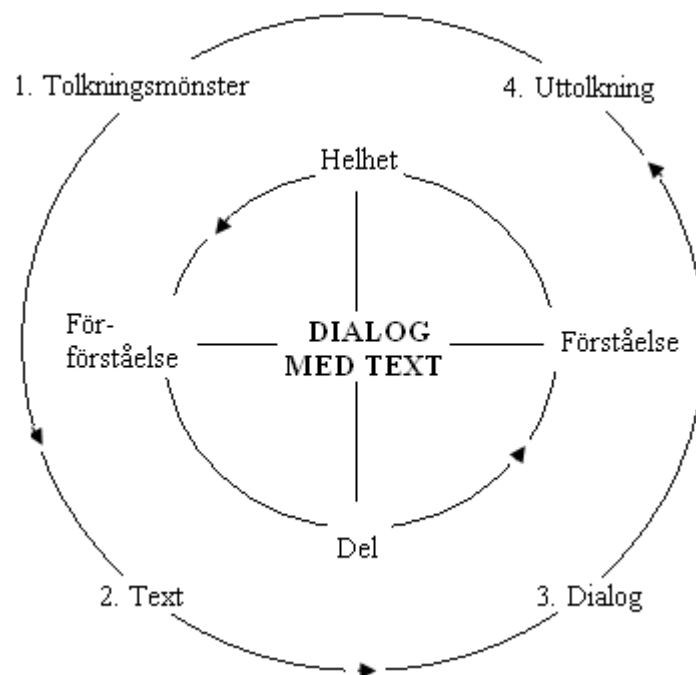 1. Tolkningsmönster
4. Uttolkning
Helhet
För-
förståelse
DIALOG
MED TEXT
Förståelse
Del
2. Text
3. Dialog